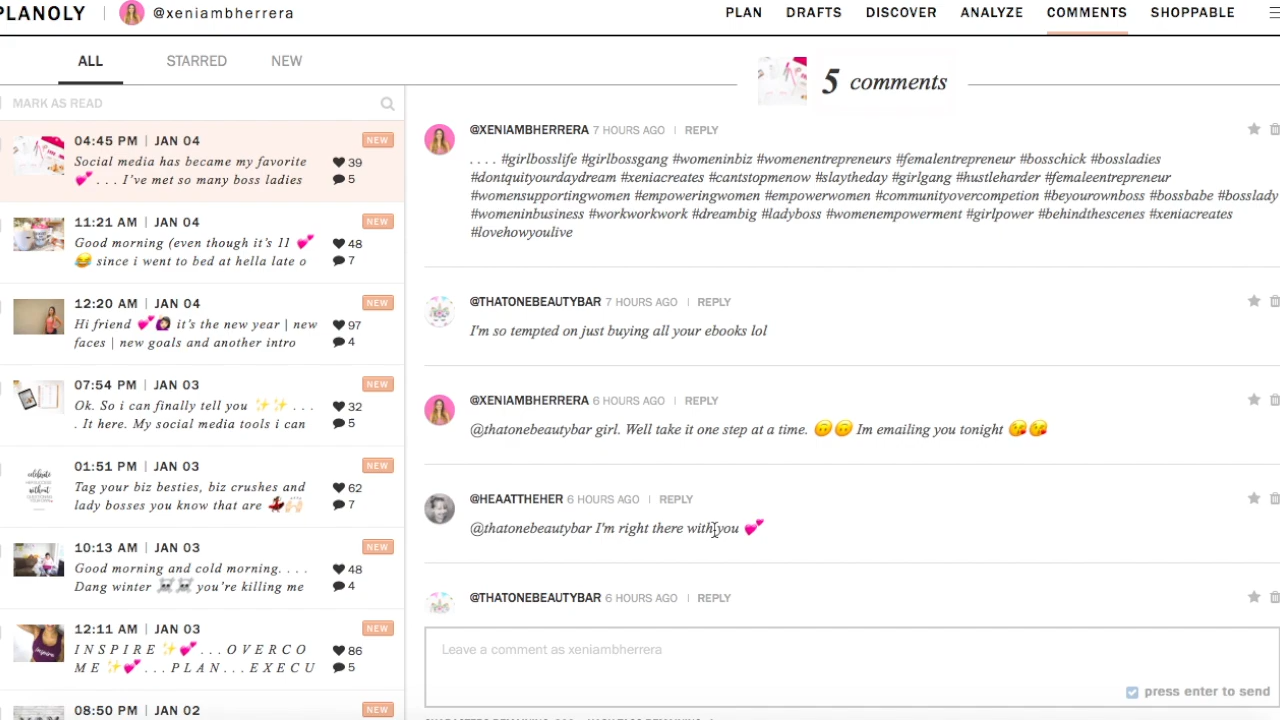 PLANOLY | @xeniambherrera PLAN DRAFTS DISCOVER ANALYZE COMMENTS SHOPPABLE
ALL STARRED NEW
MARK AS READ
04:45 PM | JAN 04 NEW
Social media has became my favorite 39
💕 . . . I've met so many boss ladies 5
11:21 AM | JAN 04 NEW
Good morning (even though it's 11 💕 48
😂 since i went to bed at hella late o 7
12:20 AM | JAN 04 NEW
Hi friend 💕🙆🏻 it's the new year | new 97
faces | new goals and another intro 4
07:54 PM | JAN 03 NEW
Ok. So i can finally tell you ✨✨ . . . 32
. It here. My social media tools i can 5
01:51 PM | JAN 03 NEW
celebrate
without
Tag your biz besties, biz crushes and 62
lady bosses you know that are 💃🏻🙌🏻 7
10:13 AM | JAN 03 NEW
Good morning and cold morning. . . . 48
Dang winter ☠️☠️ you're killing me 4
12:11 AM | JAN 03 NEW
I N S P I R E ✨💕 . . . O V E R C O 86
M E ✨💕 . . . P L A N . . . E X E C U 5
08:50 PM | JAN 02 NEW
5 comments
@XENIAMBHERRERA 7 HOURS AGO | REPLY
. . . . #girlbosslife #girlbossgang #womeninbiz #womenentrepreneurs #femalentrepreneur #bosschick #bossladies
#dontquityourdaydream #xeniacreates #cantstopmenow #slaytheday #girlgang #hustleharder #femaleentrepreneur
#womensupportingwomen #empoweringwomen #empowerwomen #communityovercompetion #beyourownboss #bossbabe #bosslady
#womeninbusiness #workworkwork #dreambig #ladyboss #womenempowerment #girlpower #behindthescenes #xeniacreates
#lovehowyoulive
@THATONEBEAUTYBAR 7 HOURS AGO | REPLY
I'm so tempted on just buying all your ebooks lol
@XENIAMBHERRERA 6 HOURS AGO | REPLY
@thatonebeautybar girl. Well take it one step at a time. 🙃🙃 Im emailing you tonight 😘😘
@HEAATTHEHER 6 HOURS AGO | REPLY
@thatonebeautybar I'm right there with you 💕
@THATONEBEAUTYBAR 6 HOURS AGO | REPLY
Leave a comment as xeniambherrera
press enter to send